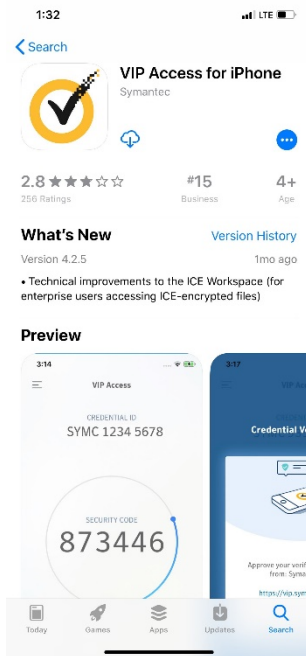 1:32
LTE
Search
VIP Access for iPhone
Symantec
2.8
#15
4+
256 Ratings
Business
Age
What's New
Version History
Version 4.2.5
1mo ago
• Technical improvements to the ICE Workspace (for
enterprise users accessing ICE-encrypted files)
Preview
3:14
3:17
VIP Access
VIP Ac
CREDENTIAL ID
SYMC 1234 5678
Credential Ve
SECURITY CODE
873446
Approve your verif
from: Syma
https://vip.sym
Today
Games
Apps
Updates
Search